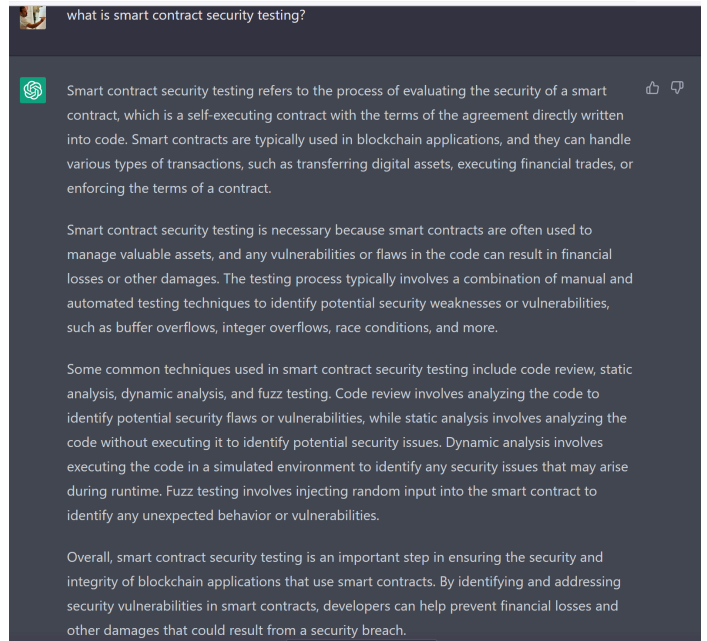 what is smart contract security testing?
Smart contract security testing refers to the process of evaluating the security of a smart
contract, which is a self-executing contract with the terms of the agreement directly written
into code. Smart contracts are typically used in blockchain applications, and they can handle
various types of transactions, such as transferring digital assets, executing financial trades, or
enforcing the terms of a contract.
Smart contract security testing is necessary because smart contracts are often used to
manage valuable assets, and any vulnerabilities or flaws in the code can result in financial
losses or other damages. The testing process typically involves a combination of manual and
automated testing techniques to identify potential security weaknesses or vulnerabilities,
such as buffer overflows, integer overflows, race conditions, and more.
Some common techniques used in smart contract security testing include code review, static
analysis, dynamic analysis, and fuzz testing. Code review involves analyzing the code to
identify potential security flaws or vulnerabilities, while static analysis involves analyzing the
code without executing it to identify potential security issues. Dynamic analysis involves
executing the code in a simulated environment to identify any security issues that may arise
during runtime. Fuzz testing involves injecting random input into the smart contract to
identify any unexpected behavior or vulnerabilities.
Overall, smart contract security testing is an important step in ensuring the security and
integrity of blockchain applications that use smart contracts. By identifying and addressing
security vulnerabilities in smart contracts, developers can help prevent financial losses and
other damages that could result from a security breach.